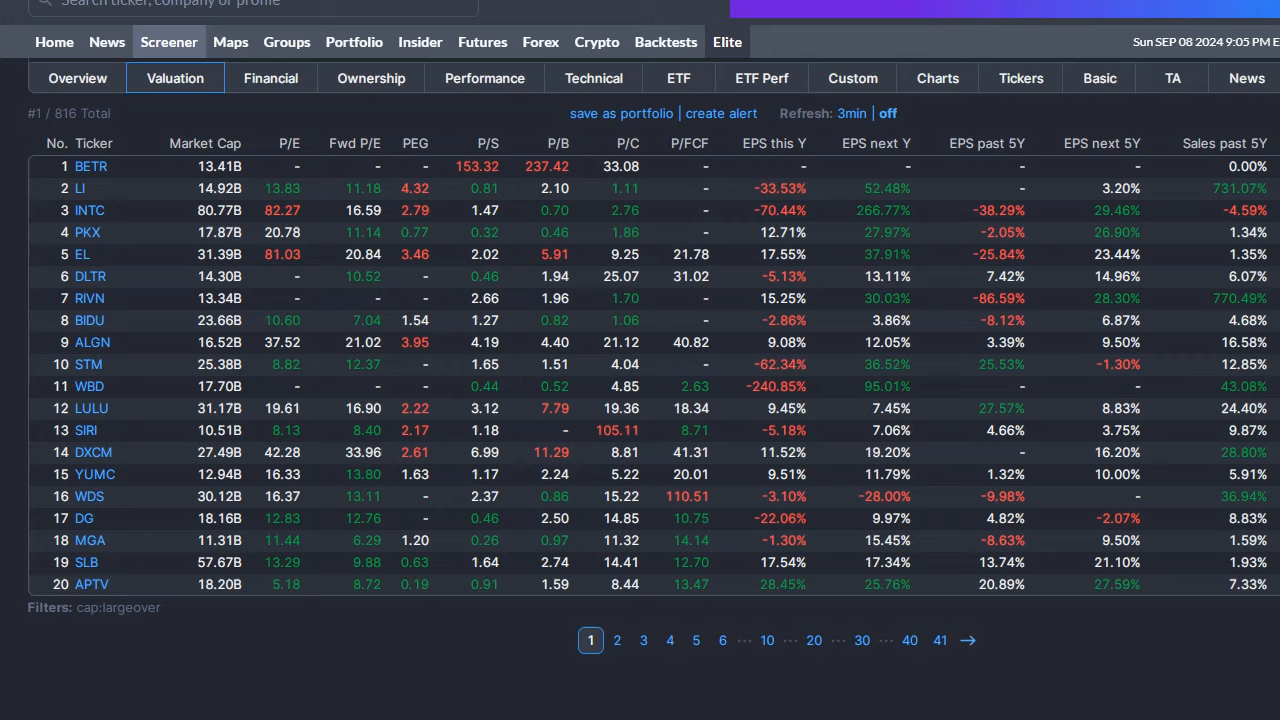 Search ticker, company or profile
Home News Screener Maps Groups Portfolio Insider Futures Forex Crypto Backtests Elite Sun SEP 08 2024 9:05 PM E
Overview Valuation Financial Ownership Performance Technical ETF ETF Perf Custom Charts Tickers Basic TA News
#1 / 816 Total save as portfolio | create alert Refresh: 3min | off
No. Ticker Market Cap P/E Fwd P/E PEG P/S P/B P/C P/FCF EPS this Y EPS next Y EPS past 5Y EPS next 5Y Sales past 5Y
1 BETR 13.41B - - - 153.32 237.42 33.08 - - - - - 0.00%
2 LI 14.92B 13.83 11.18 4.32 0.81 2.10 1.11 - -33.53% 52.48% - 3.20% 731.07%
3 INTC 80.77B 82.27 16.59 2.79 1.47 0.70 2.76 - -70.44% 266.77% -38.29% 29.46% -4.59%
4 PKX 17.87B 20.78 11.14 0.77 0.32 0.46 1.86 - 12.71% 27.97% -2.05% 26.90% 1.34%
5 EL 31.39B 81.03 20.84 3.46 2.02 5.91 9.25 21.78 17.55% 37.91% -25.84% 23.44% 1.35%
6 DLTR 14.30B - 10.52 - 0.46 1.94 25.07 31.02 -5.13% 13.11% 7.42% 14.96% 6.07%
7 RIVN 13.34B - - - 2.66 1.96 1.70 - 15.25% 30.03% -86.59% 28.30% 770.49%
8 BIDU 23.66B 10.60 7.04 1.54 1.27 0.82 1.06 - -2.86% 3.86% -8.12% 6.87% 4.68%
9 ALGN 16.52B 37.52 21.02 3.95 4.19 4.40 21.12 40.82 9.08% 12.05% 3.39% 9.50% 16.58%
10 STM 25.38B 8.82 12.37 - 1.65 1.51 4.04 - -62.34% 36.52% 25.53% -1.30% 12.85%
11 WBD 17.70B - - - 0.44 0.52 4.85 2.63 -240.85% 95.01% - - 43.08%
12 LULU 31.17B 19.61 16.90 2.22 3.12 7.79 19.36 18.34 9.45% 7.45% 27.57% 8.83% 24.40%
13 SIRI 10.51B 8.13 8.40 2.17 1.18 - 105.11 8.71 -5.18% 7.06% 4.66% 3.75% 9.87%
14 DXCM 27.49B 42.28 33.96 2.61 6.99 11.29 8.81 41.31 11.52% 19.20% - 16.20% 28.80%
15 YUMC 12.94B 16.33 13.80 1.63 1.17 2.24 5.22 20.01 9.51% 11.79% 1.32% 10.00% 5.91%
16 WDS 30.12B 16.37 13.11 - 2.37 0.86 15.22 110.51 -3.10% -28.00% -9.98% - 36.94%
17 DG 18.16B 12.83 12.76 - 0.46 2.50 14.85 10.75 -22.06% 9.97% 4.82% -2.07% 8.83%
18 MGA 11.31B 11.44 6.29 1.20 0.26 0.97 11.32 14.14 -1.30% 15.45% -8.63% 9.50% 1.59%
19 SLB 57.67B 13.29 9.88 0.63 1.64 2.74 14.41 12.70 17.54% 17.34% 13.74% 21.10% 1.93%
20 APTV 18.20B 5.18 8.72 0.19 0.91 1.59 8.44 13.47 28.45% 25.76% 20.89% 27.59% 7.33%
Filters: cap:largeover
1 2 3 4 5 6 ··· 10 ··· 20 ··· 30 ··· 40 41 →